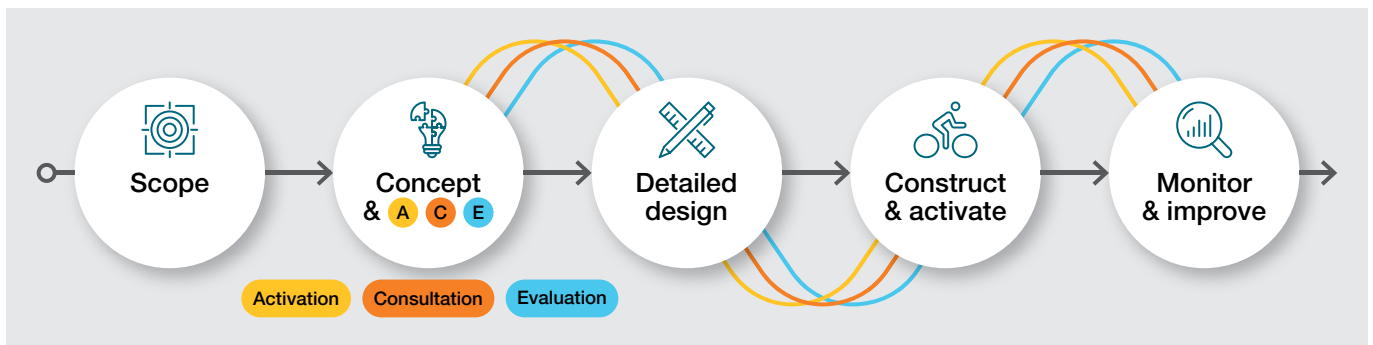 Scope
Concept
& A C E
Detailed
design
Construct
& activate
Monitor
& improve
Activation
Consultation
Evaluation